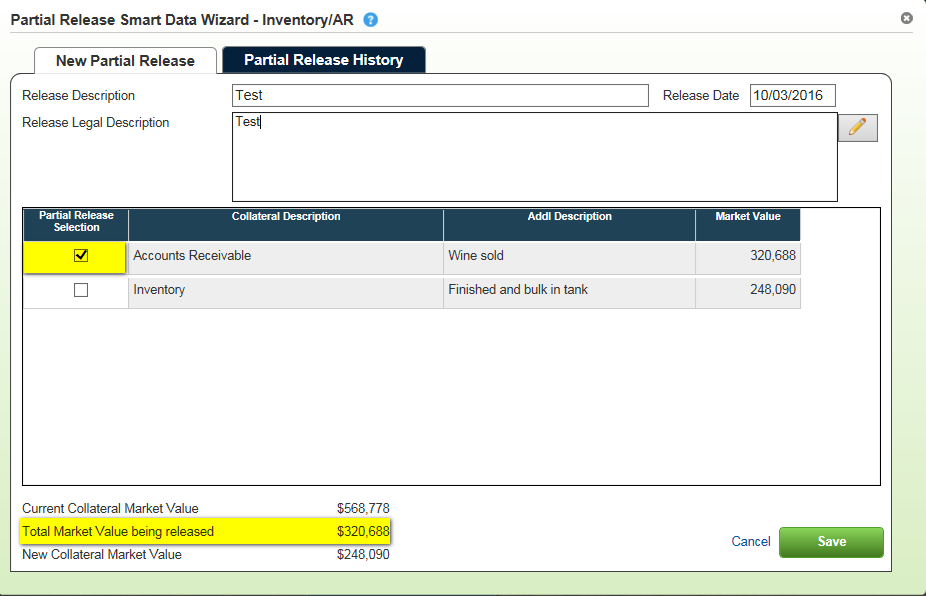 Partial Release Smart Data Wizard - Inventory/AR ?
New Partial Release Partial Release History
Release Description Test Release Date 10/03/2016
Release Legal Description Test
Partial Release Selection Collateral Description Addl Description Market Value
Accounts Receivable Wine sold 320,688
Inventory Finished and bulk in tank 248,090
Current Collateral Market Value $568,778
Total Market Value being released $320,688
New Collateral Market Value $248,090
Cancel Save